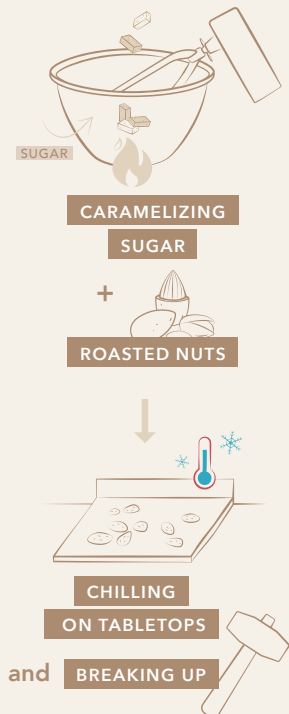 SUGAR
CARAMELIZING
SUGAR
+
ROASTED NUTS
CHILLING
ON TABLETOPS
and BREAKING UP